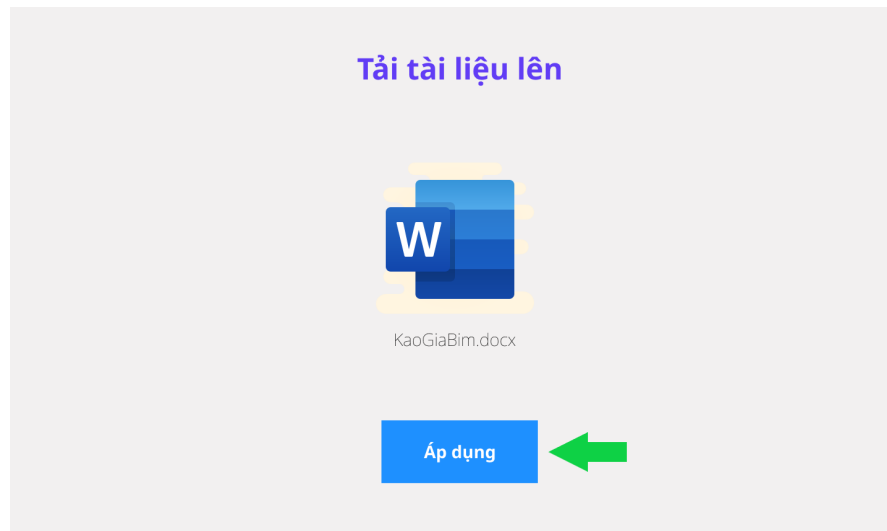 Tải tài liệu lên
W
KaoGiaBim.docx
Áp dụng